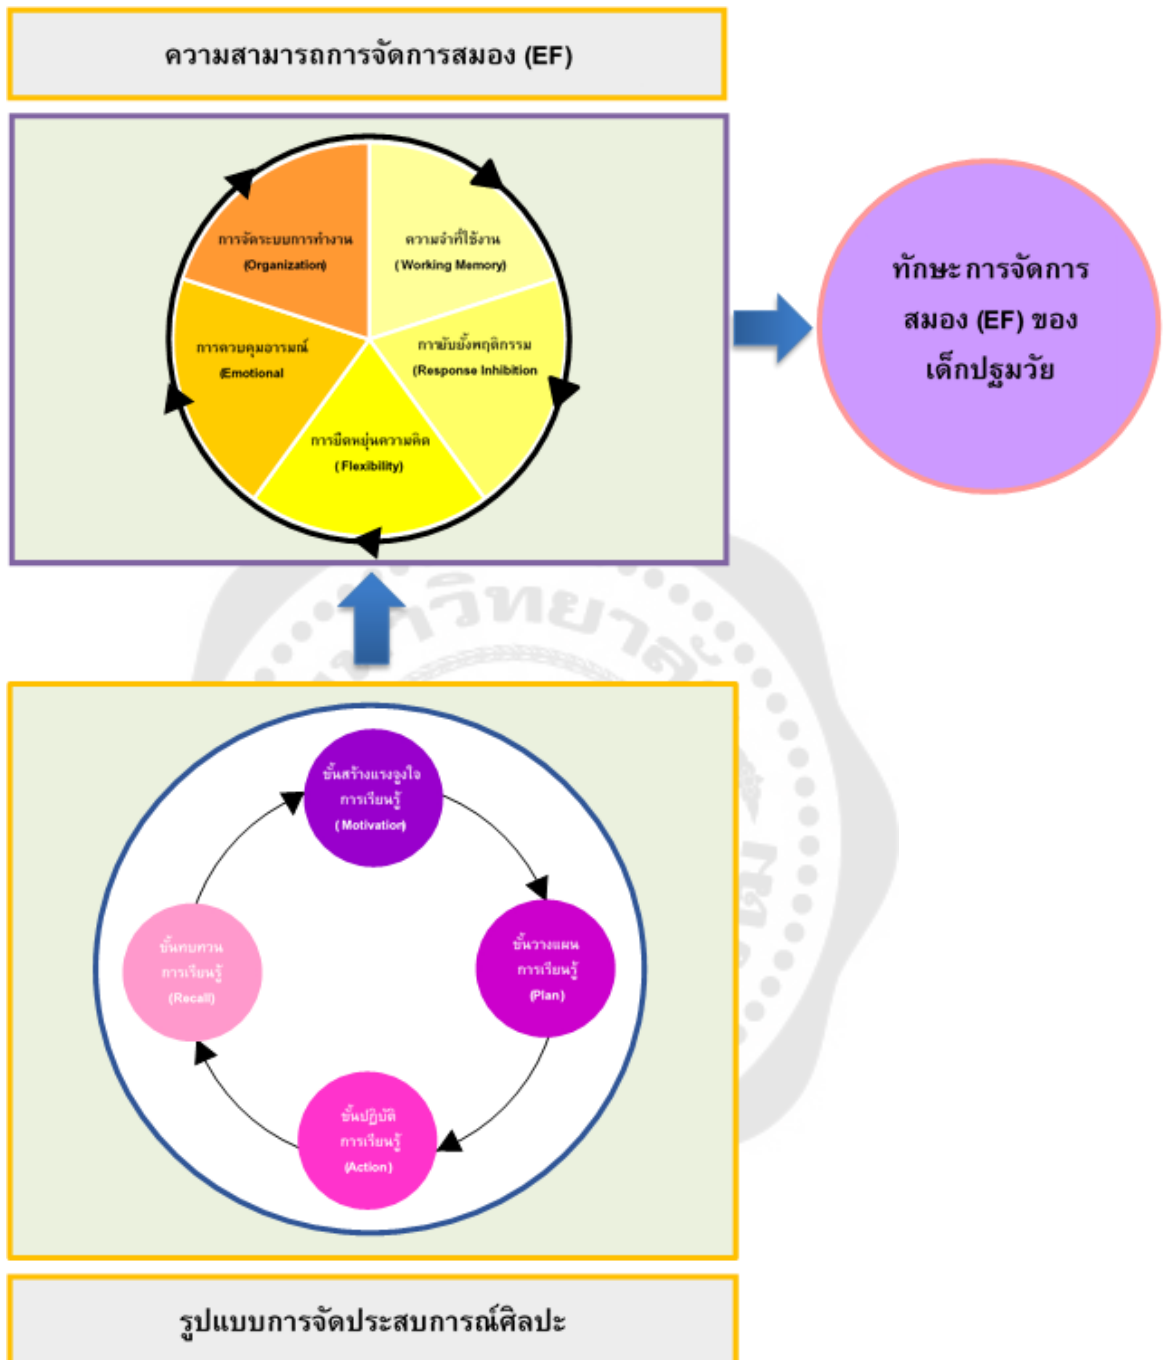 ความสามารถการจัดการสมอง (EF)
การจัดระบบการทำงาน
(Organization)
ความจำที่ใช้งาน
(Working Memory)
การควบคุมอารมณ์
(Emotional
การยับยั้งพฤติกรรม
(Response Inhibition
การยืดหยุ่นความคิด
(Flexibility)
ทักษะการจัดการ
สมอง (EF) ของ
เด็กปฐมวัย
ขั้นสร้างแรงจูงใจ
การเรียนรู้
(Motivation)
ขั้นวางแผน
การเรียนรู้
(Plan)
ขั้นปฏิบัติ
การเรียนรู้
(Action)
ขั้นทบทวน
การเรียนรู้
(Recall)
รูปแบบการจัดประสบการณ์ศิลปะ